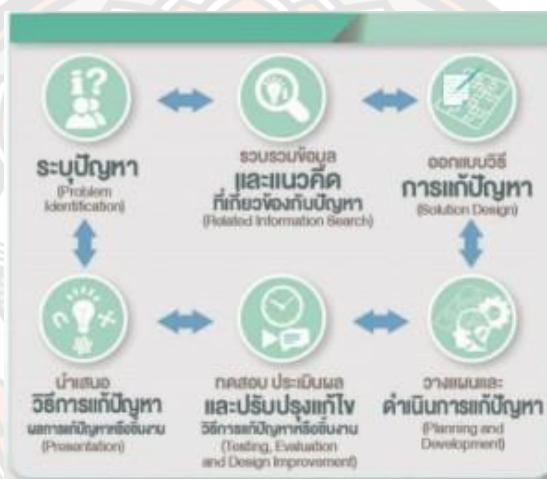 ระบุปัญหา
(Problem
Identification)
รวบรวมข้อมูล
และแนวคิด
ที่เกี่ยวข้องกับปัญหา
(Related Information Search)
ออกแบบวิธี
การแก้ปัญหา
(Solution Design)
นำเสนอ
วิธีการแก้ปัญหา
ผลการแก้ปัญหาหรือชิ้นงาน
(Presentation)
ทดสอบ ประเมินผล
และปรับปรุงแก้ไข
วิธีการแก้ปัญหาหรือชิ้นงาน
(Testing, Evaluation
and Design Improvement)
วางแผนและ
ดำเนินการแก้ปัญหา
(Planning and
Development)